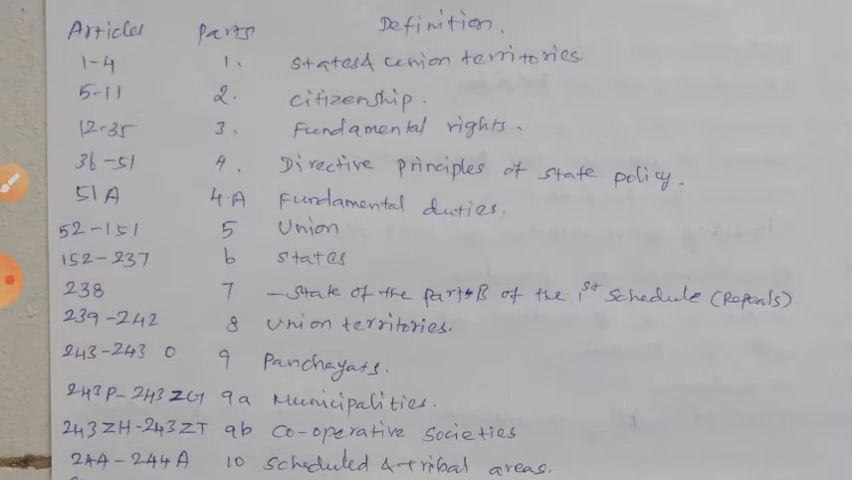 Articles Parts Definition.
1-4 1. States & Union territories.
5-11 2. citizenship.
12-35 3. Fundamental rights.
36-51 4. Directive principles of state policy.
51A 4.A Fundamental duties.
52-151 5 Union
152-237 6 States
238 7 - State of the part-B of the 1st Schedule (Repeals)
239-242 8 Union territories.
243-243 O 9 Panchayats.
243P-243ZG 9a Municipalities.
243ZH-243ZT 9b Co-operative Societies
244-244A 10 Scheduled & tribal areas.